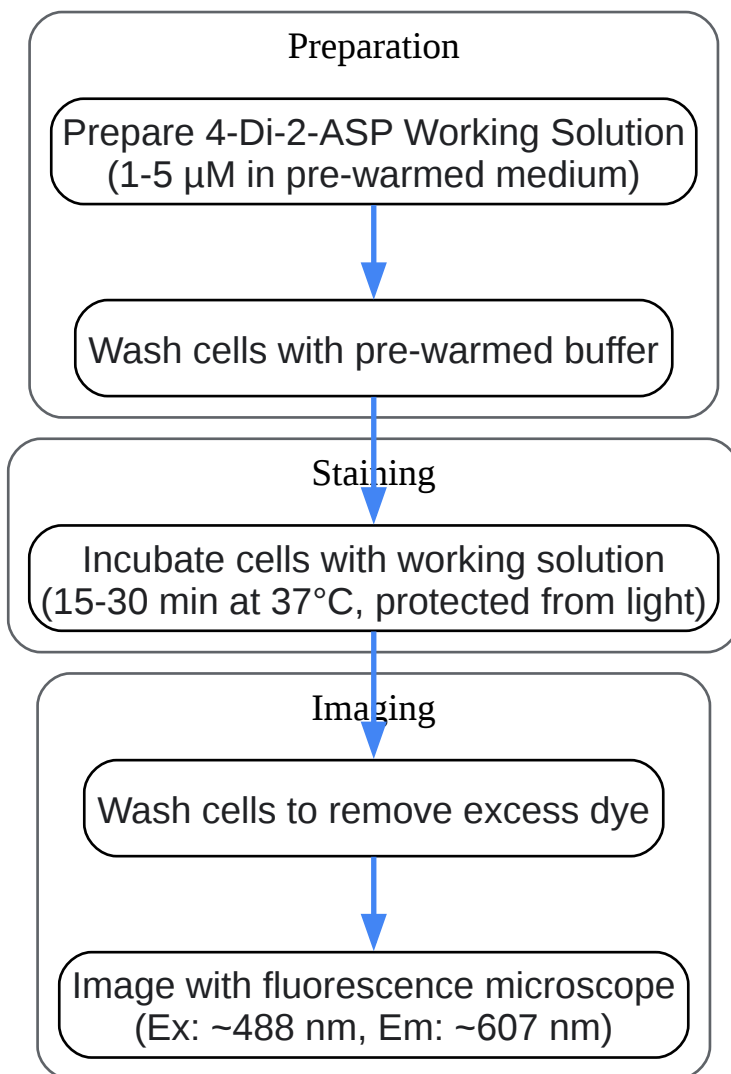 Preparation
Prepare 4-Di-2-ASP Working Solution
(1-5 µM in pre-warmed medium)
Wash cells with pre-warmed buffer
Staining
Incubate cells with working solution
(15-30 min at 37°C, protected from light)
Imaging
Wash cells to remove excess dye
Image with fluorescence microscope
(Ex: ~488 nm, Em: ~607 nm)